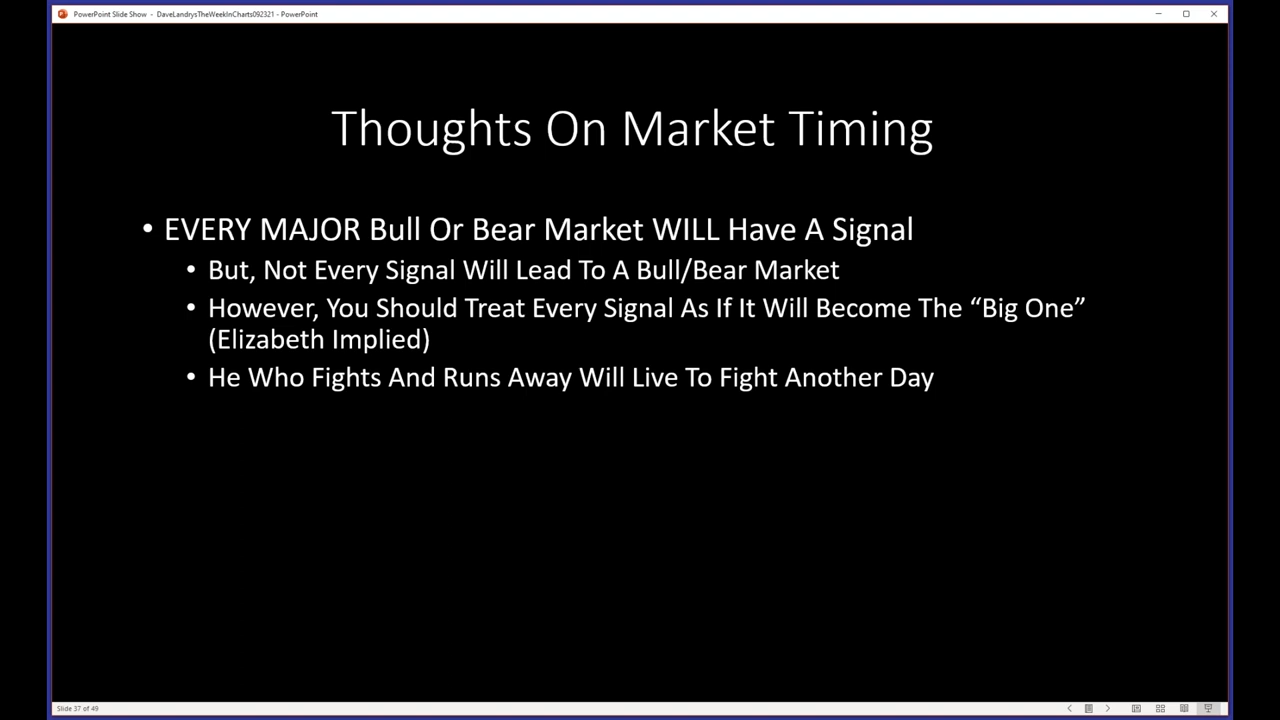 PowerPoint Slide Show - DaveLandrysTheWeekInCharts092321 - PowerPoint
Thoughts On Market Timing
• EVERY MAJOR Bull Or Bear Market WILL Have A Signal
• But, Not Every Signal Will Lead To A Bull/Bear Market
• However, You Should Treat Every Signal As If It Will Become The “Big One”
(Elizabeth Implied)
• He Who Fights And Runs Away Will Live To Fight Another Day
Slide 37 of 49